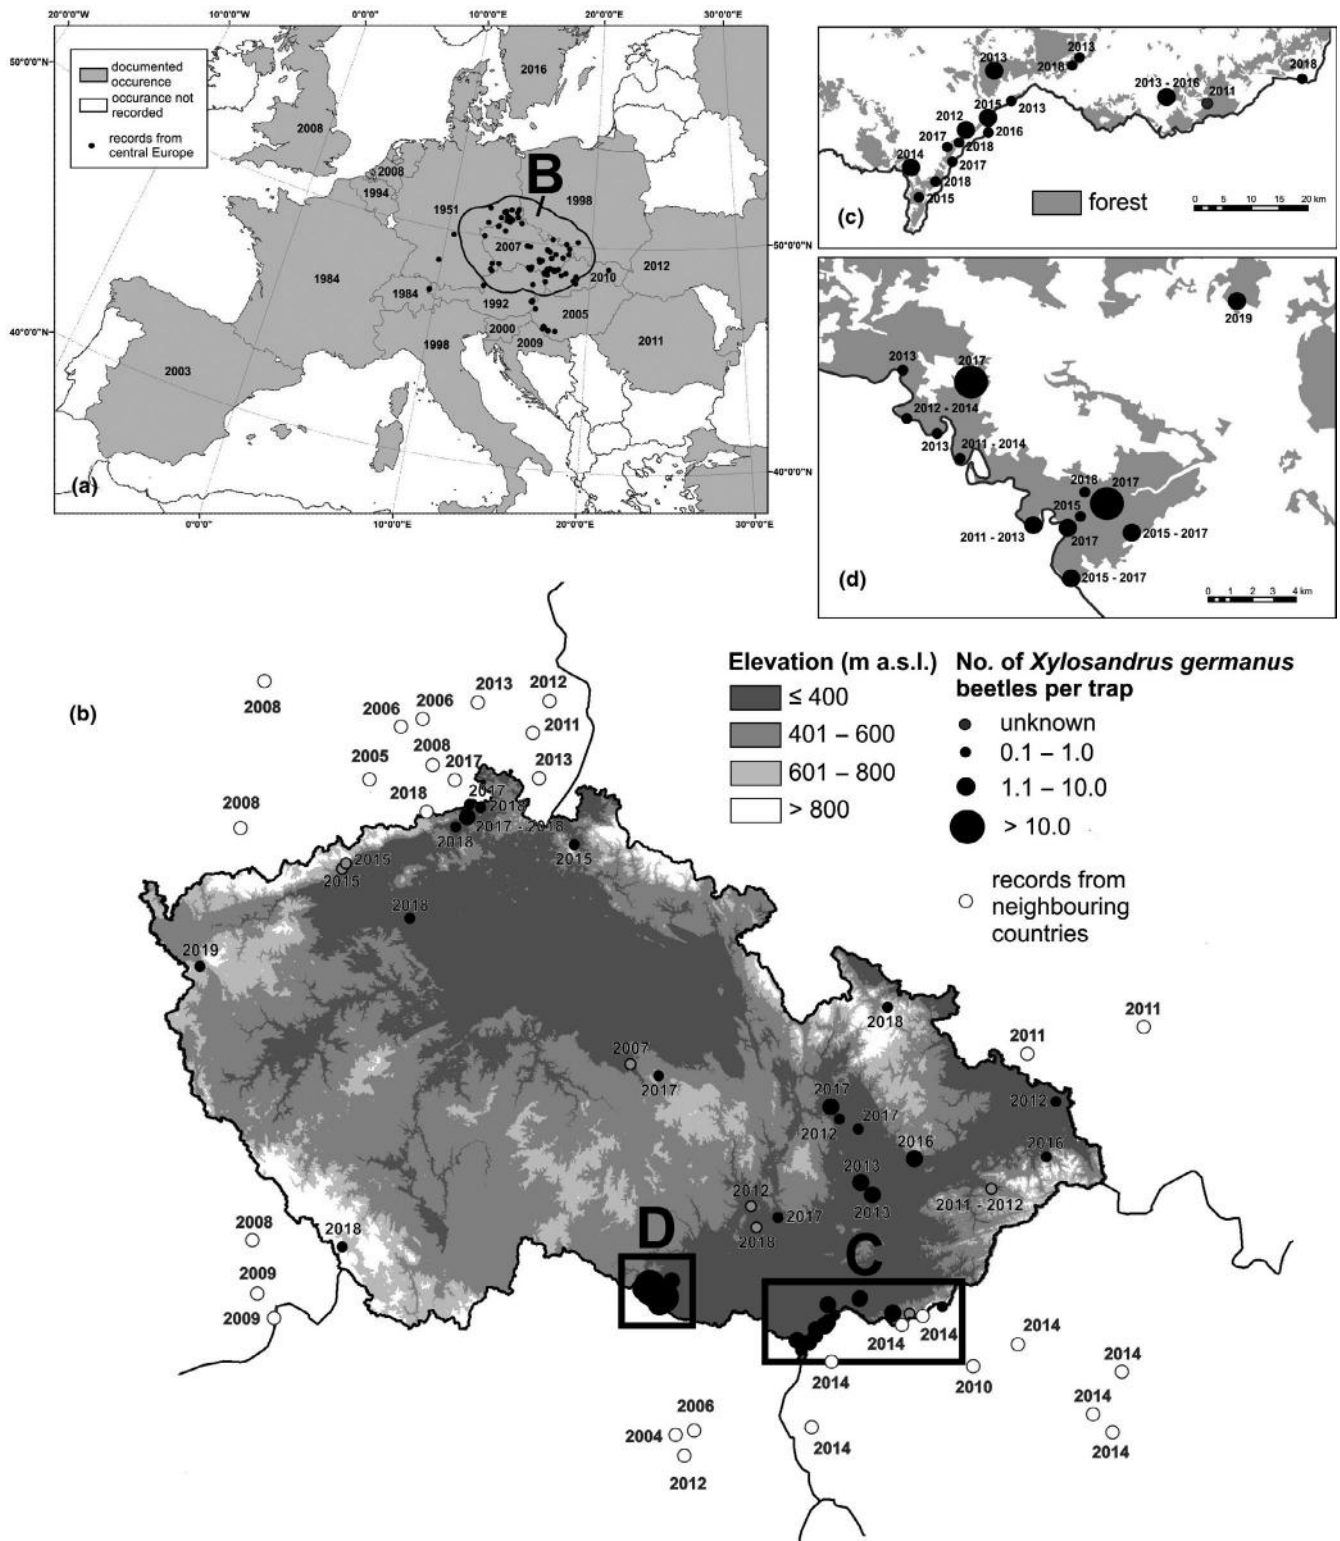 20°0'0"W
10°0'0"W
0°0'0"
10°0'0"E
20°0'0"E
30°0'0"E
50°0'0"N
documented
occurence
occurance not
recorded
records from
central Europe
2016
2008
2008
1994
1951
B
1998
2007
2012
2010
1984
1984
1992
2005
2000
2009
1998
2011
2003
50°0'0"N
40°0'0"N
40°0'0"N
(a)
0°0'0"
10°0'0"E
20°0'0"E
30°0'0"E
2013
2013
2018
2018
2013 - 2016
2011
2015
2013
2012
2016
2017
2018
2014
2017
2018
2015
forest
0 5 10 15 20 km
(c)
2019
2013
2017
2012 - 2014
2013
2011 - 2014
2018
2017
2015
2011 - 2013
2017
2015 - 2017
2015 - 2017
0 1 2 3 4 km
(d)
(b)
Elevation (m a.s.l.)
≤ 400
401 – 600
601 – 800
> 800
No. of Xylosandrus germanus
beetles per trap
unknown
0.1 – 1.0
1.1 – 10.0
> 10.0
records from
neighbouring
countries
2008
2006
2006
2013
2012
2011
2005
2008
2017
2013
2008
2018
2017
2018
2017 - 2018
2018
2015
2015
2015
2018
2019
2018
2011
2011
2007
2017
2017
2012
2017
2012
2016
2016
2013
2013
2011 - 2012
2012
2017
2018
2008
2018
2009
2009
D
C
2014
2014
2014
2010
2014
2014
2014
2014
2014
2006
2004
2012